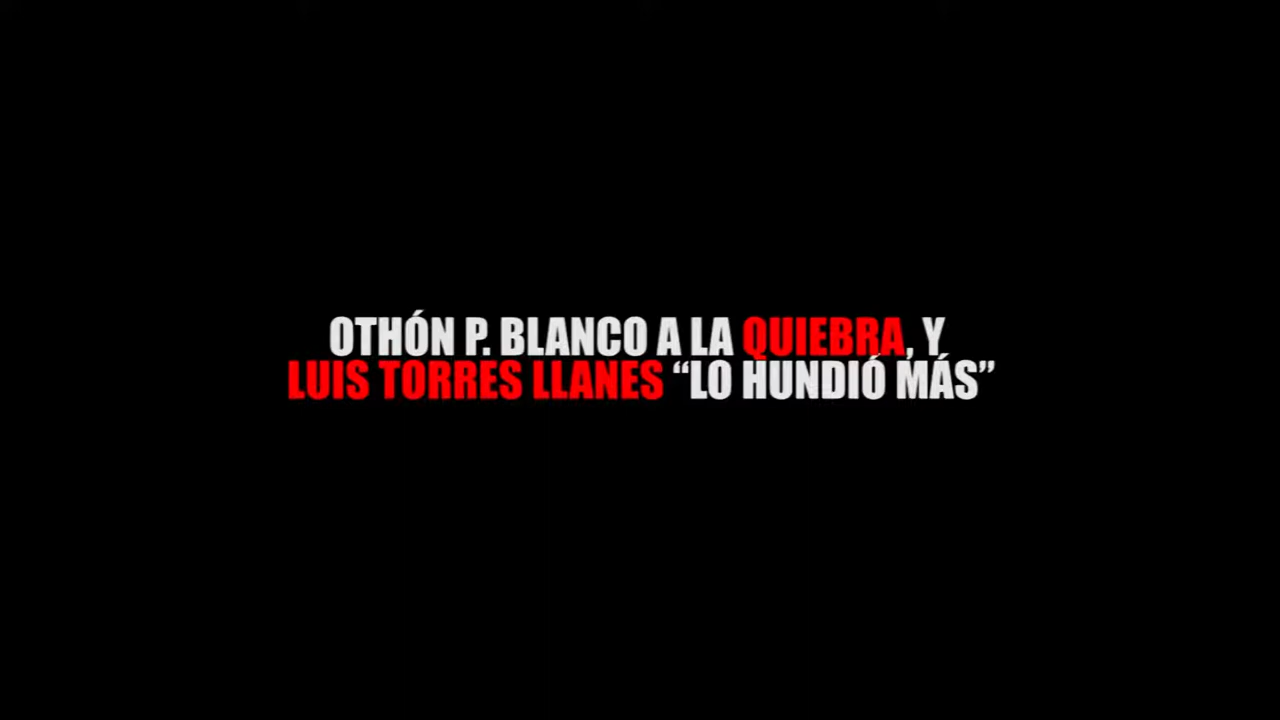 OTHÓN P. BLANCO A LA QUIEBRA, Y
LUIS TORRES LLANES “LO HUNDIÓ MÁS”